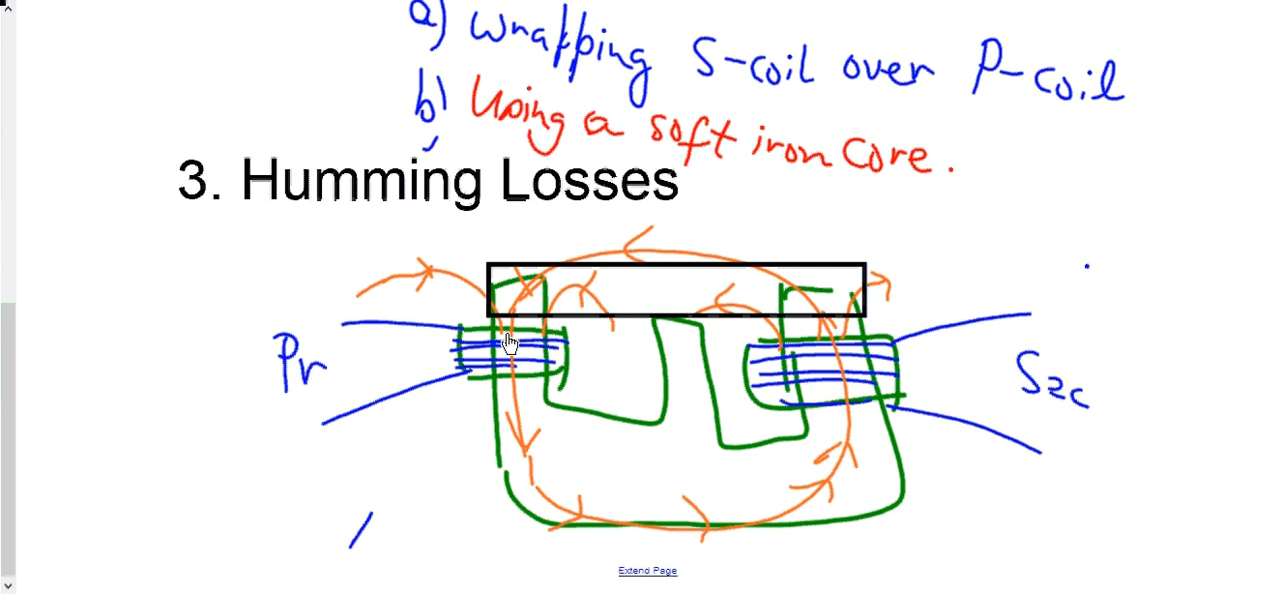 a) Wrapping S-coil over P-coil
b) Using a soft iron core.
3. Humming Losses
Pr
Sec
Extend Page